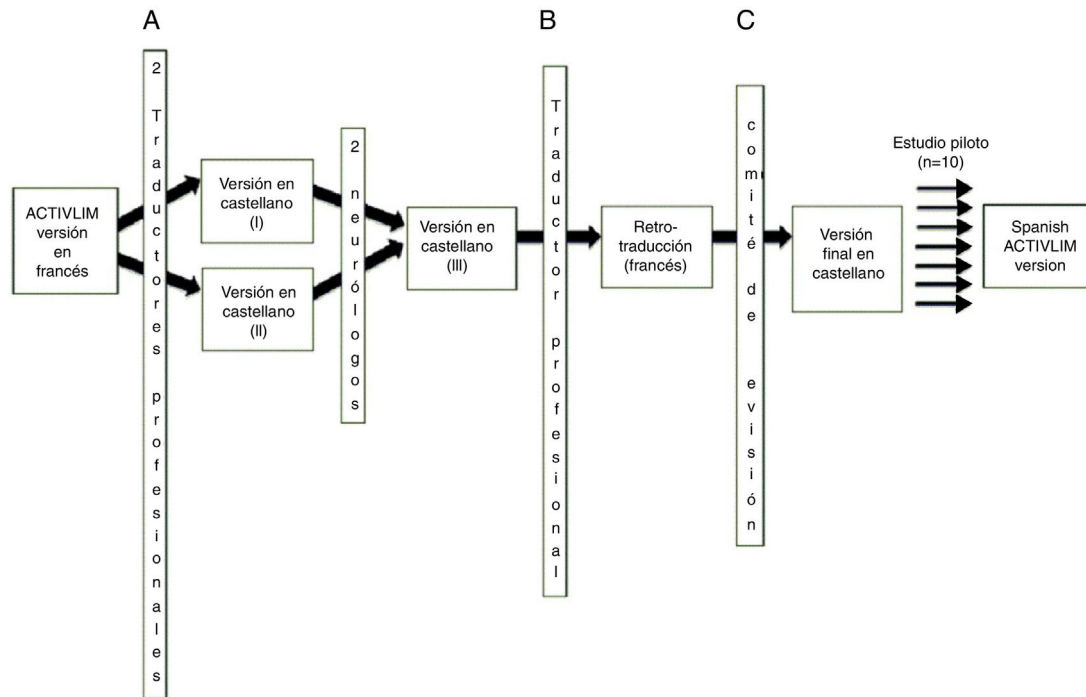 A
B
C
2 Traductores profesionales
ACTIVLIM
versión
en
francés
Versión en
castellano
(I)
Versión en
castellano
(II)
2 neurólogos
Versión en
castellano
(III)
Traductor profesional
Retro-
traducción
(francés)
comité de evisión
Versión
final en
castellano
Estudio piloto
(n=10)
Spanish
ACTIVLIM
version